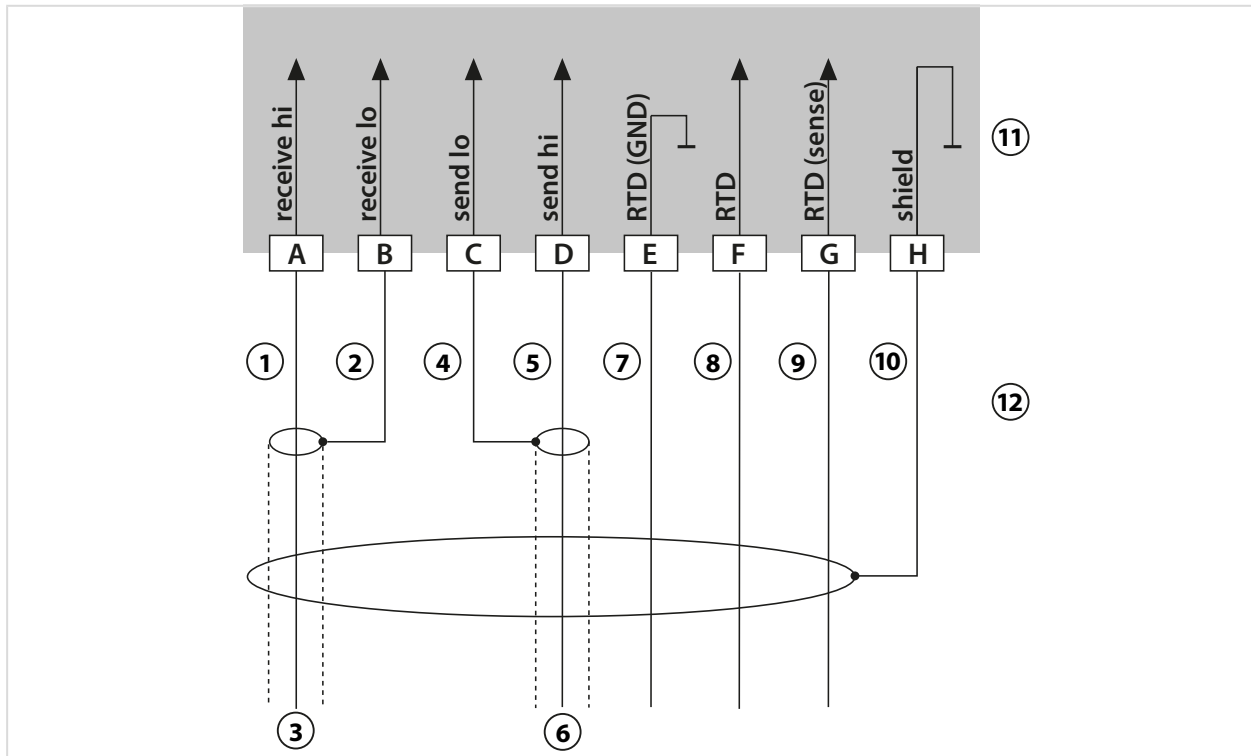 receive hi
receive lo
send lo
send hi
RTD (GND)
RTD
RTD (sense)
shield
11
A B C D E F G H
1 2 4 5 7 8 9 10
12
3 6